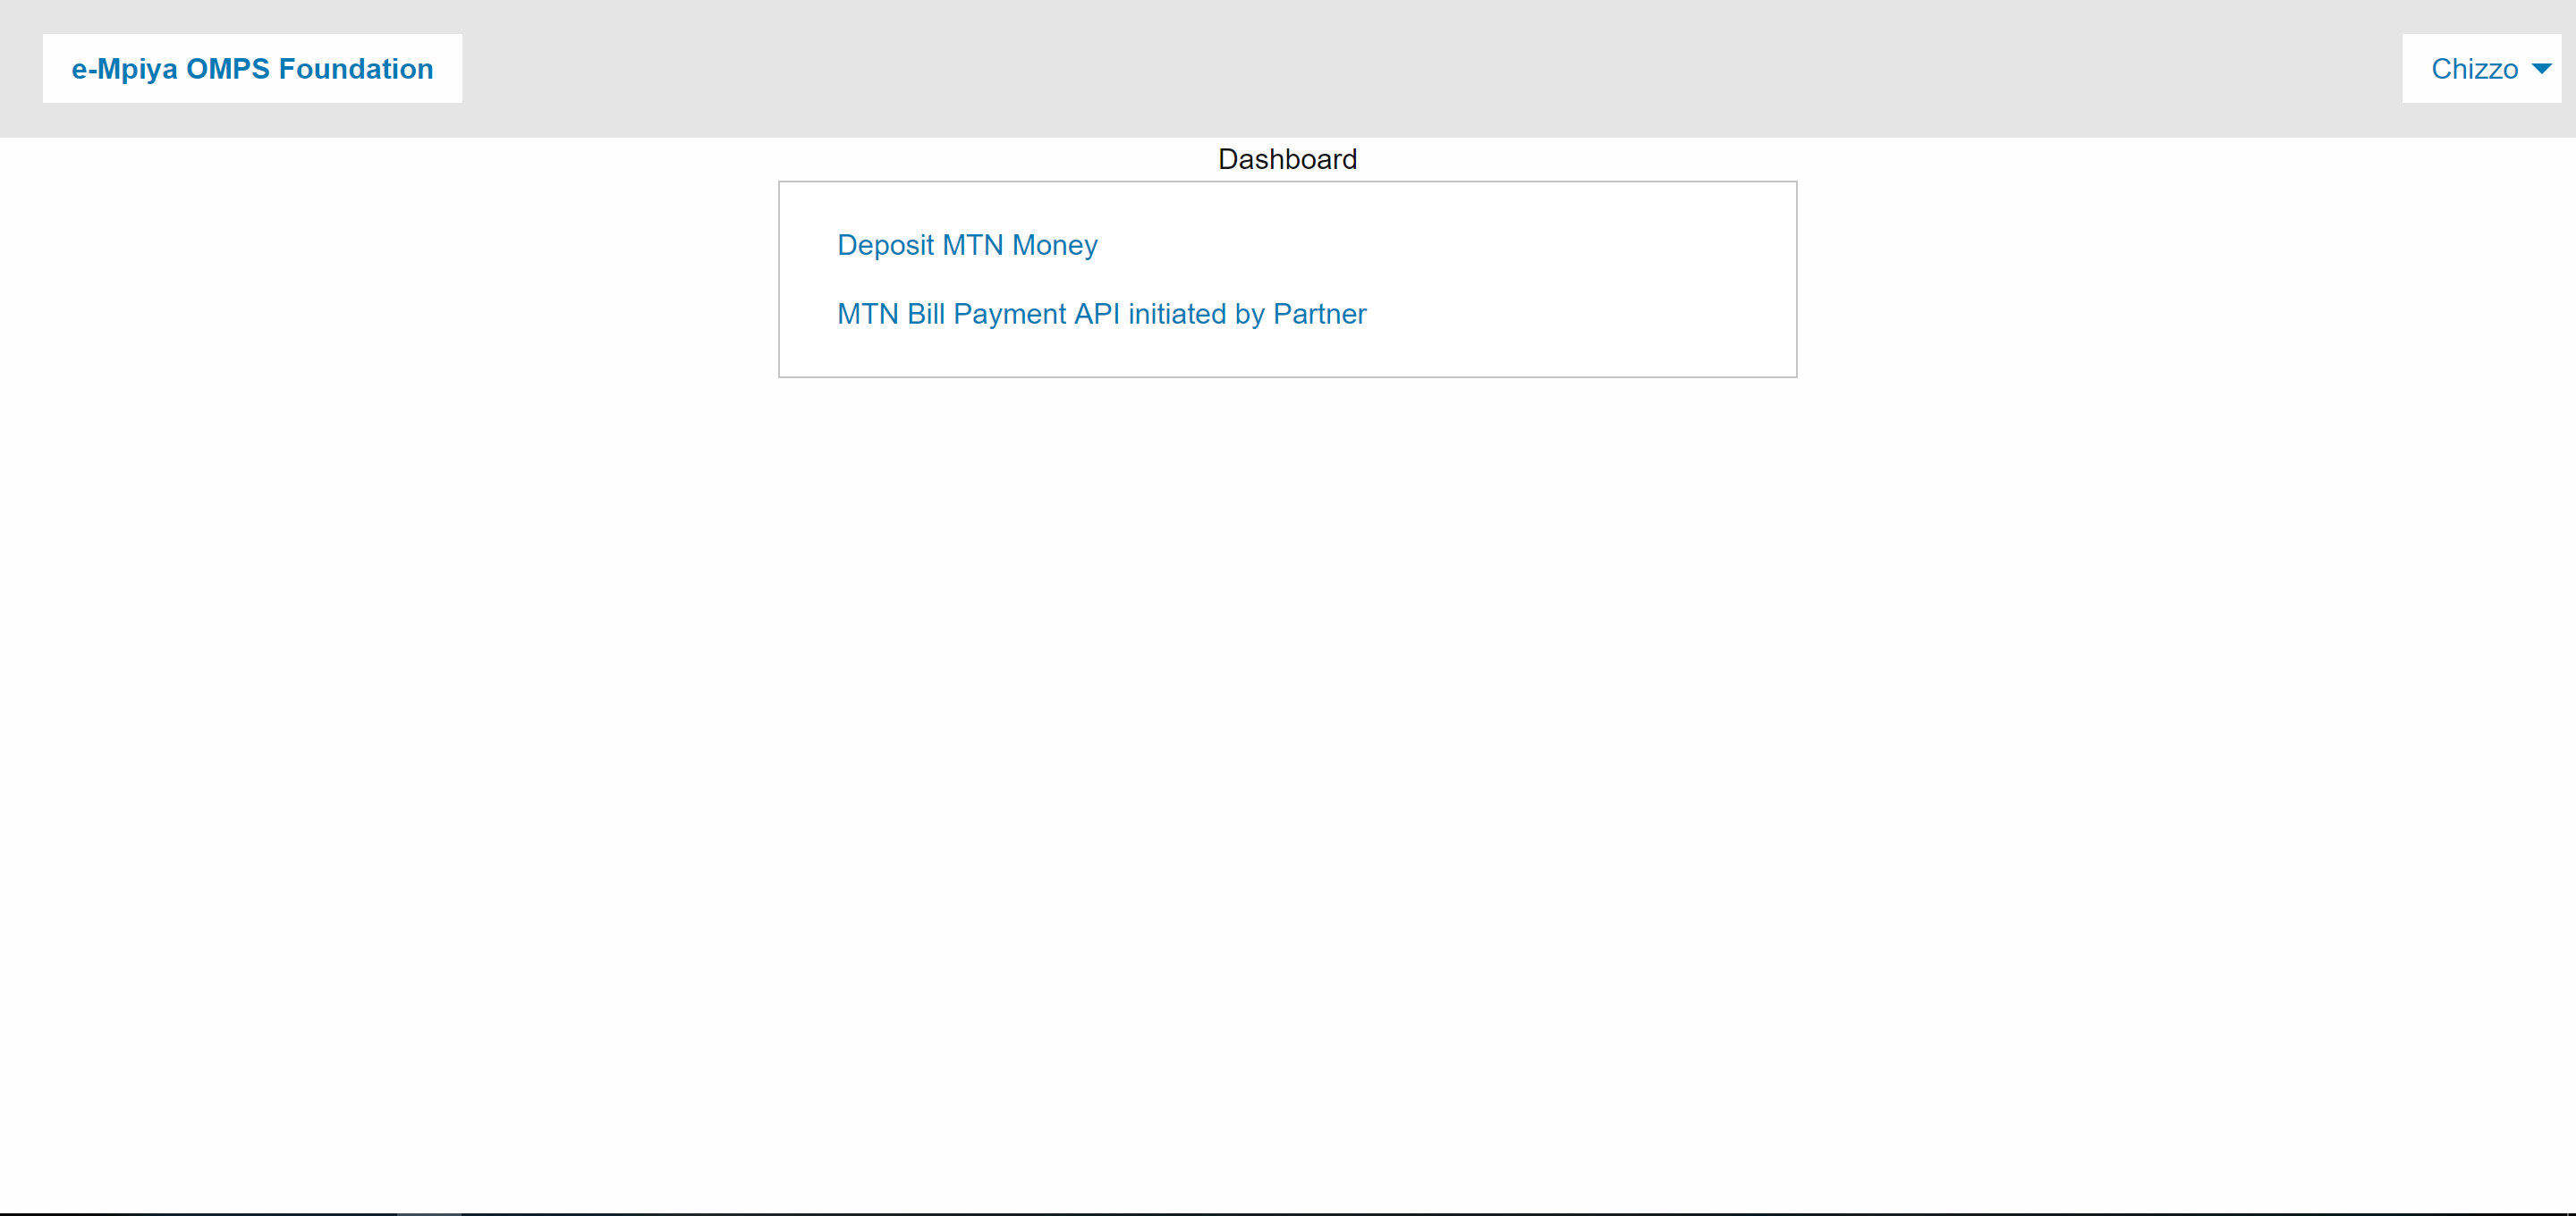 e-Mpiya OMPS Foundation
Chizzo
Dashboard
Deposit MTN Money
MTN Bill Payment API initiated by Partner